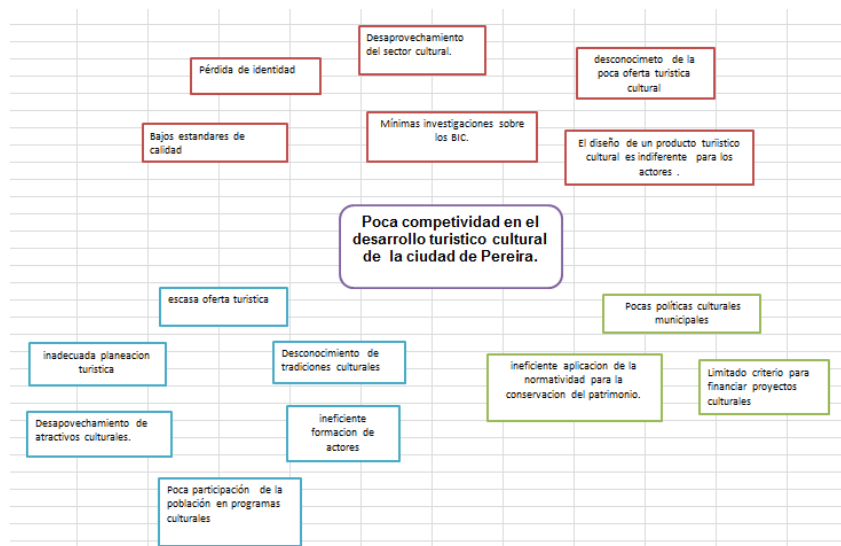 Desaprovechamiento
del sector cultural.
desconocimeto de la
poca oferta turistica
cultural
Pérdida de identidad
Bajos estandares de
calidad
Mínimas investigaciones sobre
los BIC.
El diseño de un producto turiistico
cultural es indiferente para los
actores .
Poca competividad en el
desarrollo turistico cultural
de la ciudad de Pereira.
escasa oferta turistica
Pocas políticas culturales
municipales
inadecuada planeacion
turistica
Desconocimiento de
tradiciones culturales
ineficiente aplicacion de la
normatividad para la
conservacion del patrimonio.
Limitado criterio para
financiar proyectos
culturales
Desapovechamiento de
atractivos culturales.
ineficiente
formacion de
actores
Poca participación de la
población en programas
culturales